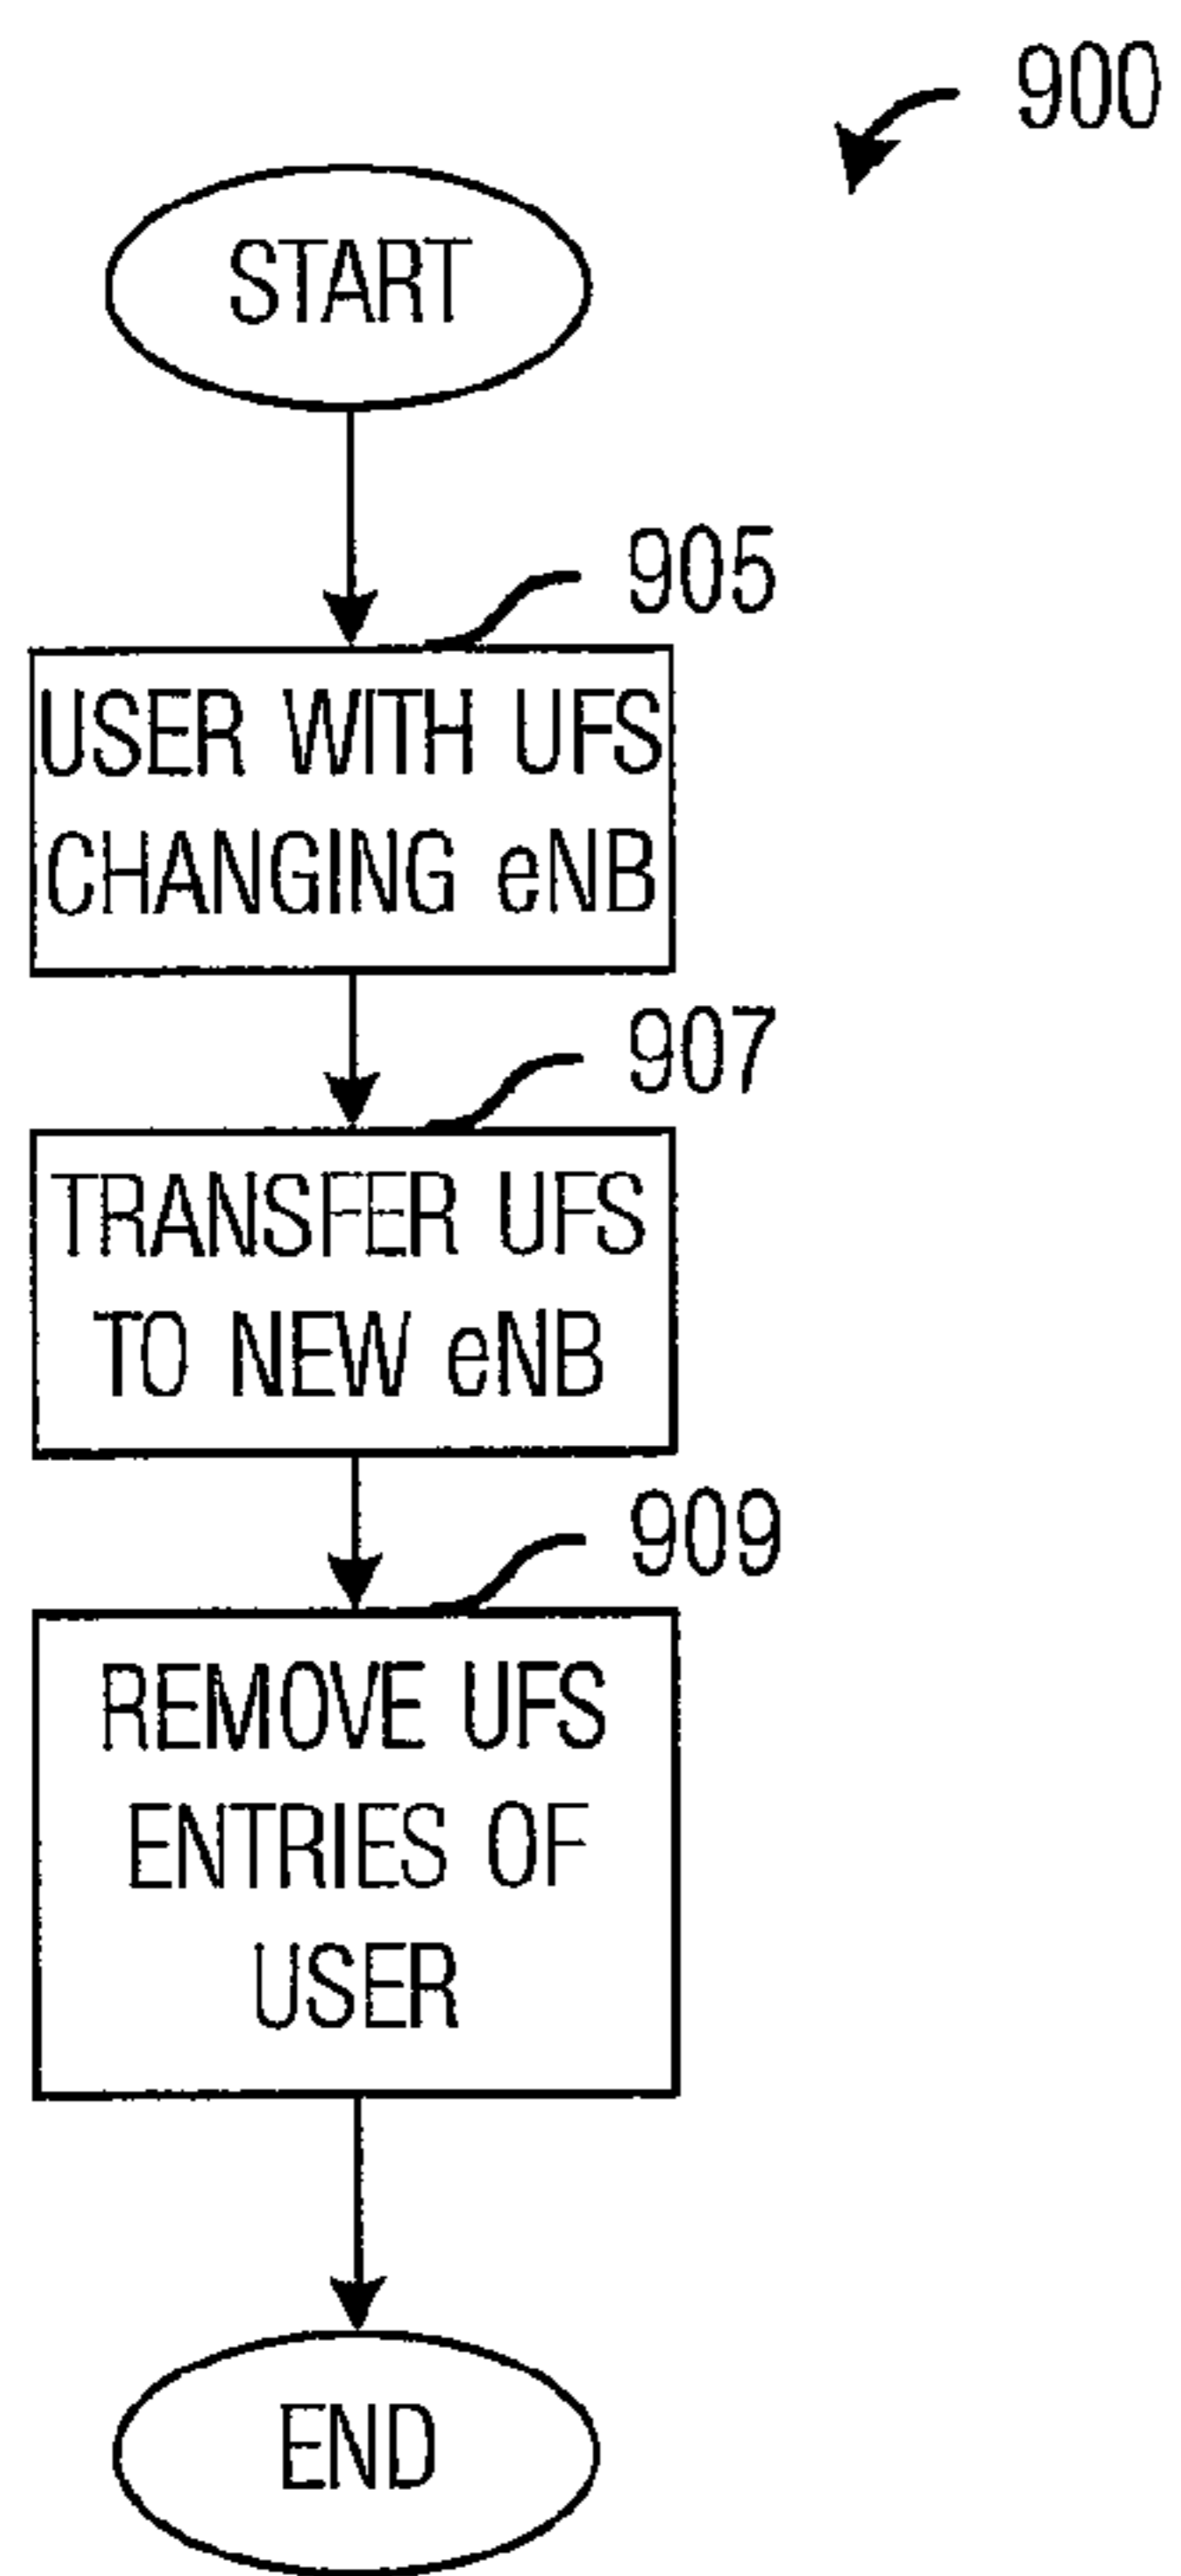 900
START
905
USER WITH UFS
CHANGING eNB
907
TRANSFER UFS
TO NEW eNB
909
REMOVE UFS
ENTRIES OF
USER
END